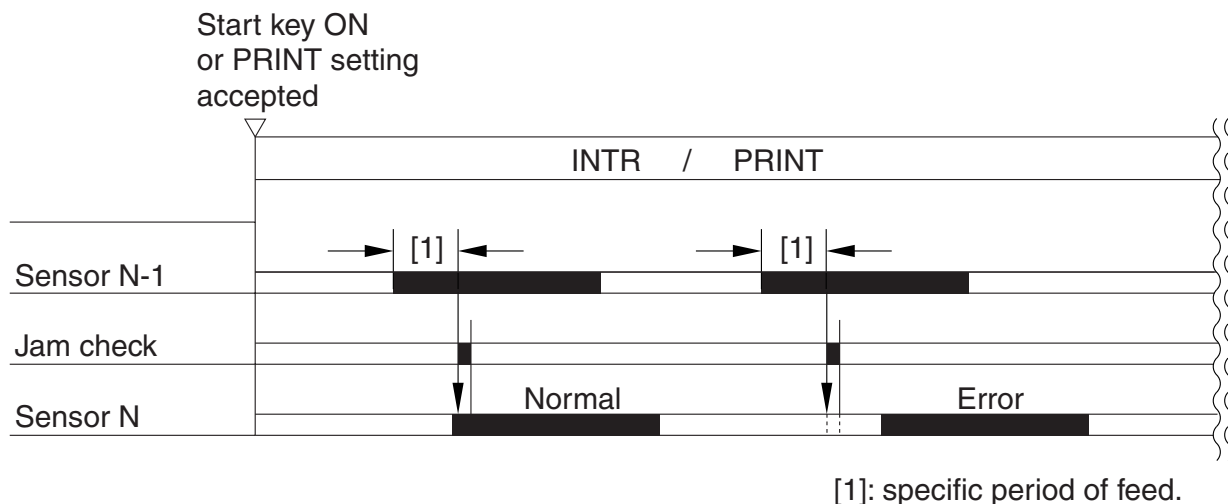 Start key ON
or PRINT setting
accepted
INTR / PRINT
[1] [1]
Sensor N-1
Jam check
Normal Error
Sensor N
[1]: specific period of feed.